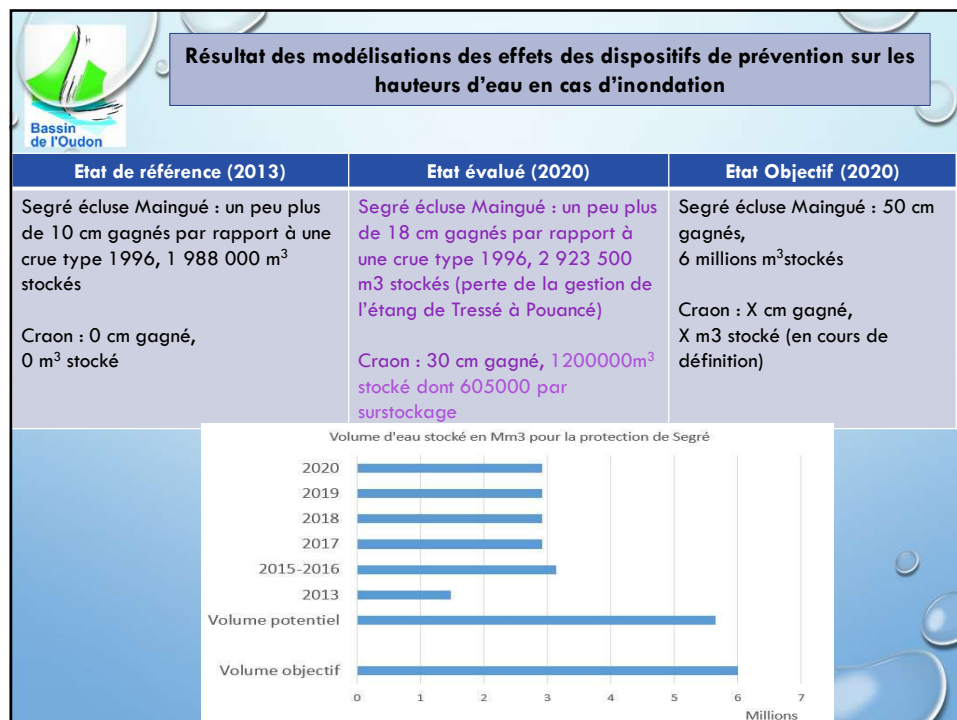 Bassin
de l'Oudon
Résultat des modélisations des effets des dispositifs de prévention sur les
hauteurs d'eau en cas d'inondation
Etat de référence (2013)
Segré écluse Maingué : un peu plus
de 10 cm gagnés par rapport à une
crue type 1996, 1 988 000 m³
stockés
Craon : 0 cm gagné,
0 m³ stocké
Etat évalué (2020)
Segré écluse Maingué : un peu plus
de 18 cm gagnés par rapport à
une crue type 1996, 2 923 500
m3 stockés (perte de la gestion de
l'étang de Tressé à Pouancé)
Craon : 30 cm gagné, 1200000m³
stocké dont 605000 par
surstockage
Etat Objectif (2020)
Segré écluse Maingué : 50 cm
gagnés,
6 millions m³stockés
Craon : X cm gagné,
X m3 stocké (en cours de
définition)
Volume d'eau stocké en Mm3 pour la protection de Segré
2020
2019
2018
2017
2015-2016
2013
Volume potentiel
Volume objectif
0 1 2 3 4 5 6 7
Millions